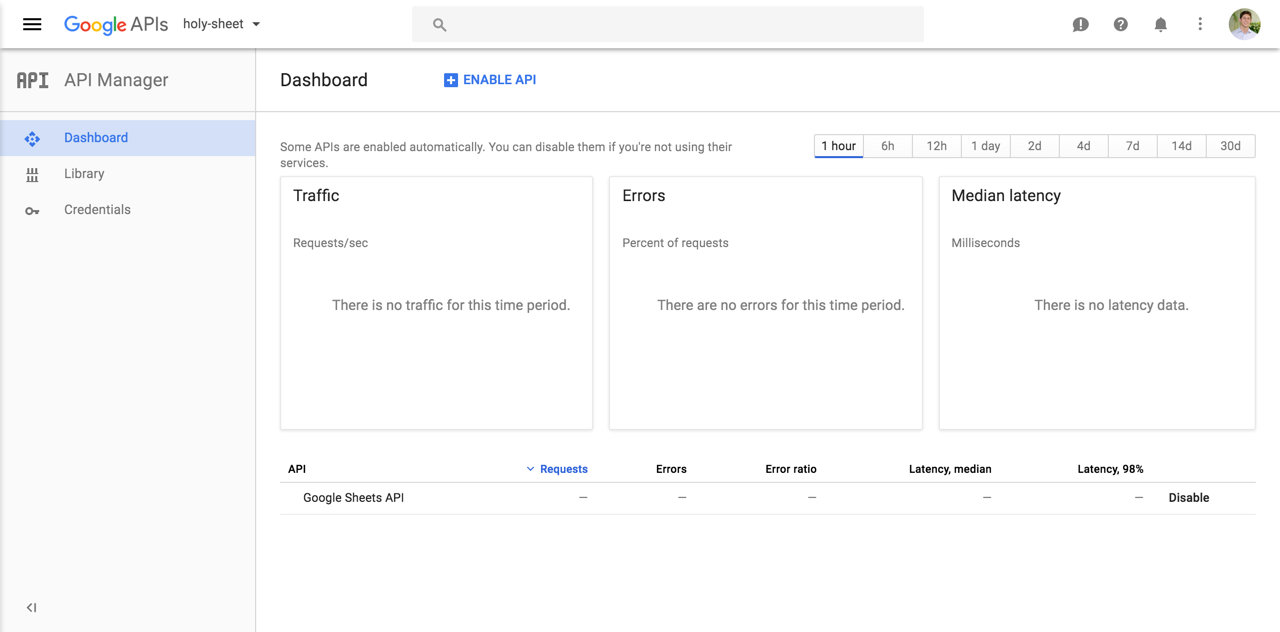 Google APIs holy-sheet
API API Manager
Dashboard ENABLE API
Dashboard
Library
Credentials
Some APIs are enabled automatically. You can disable them if you're not using their
services.
1 hour 6h 12h 1 day 2d 4d 7d 14d 30d
Traffic
Requests/sec
There is no traffic for this time period.
Errors
Percent of requests
There are no errors for this time period.
Median latency
Milliseconds
There is no latency data.
API Requests Errors Error ratio Latency, median Latency, 98%
Google Sheets API — — — — — Disable